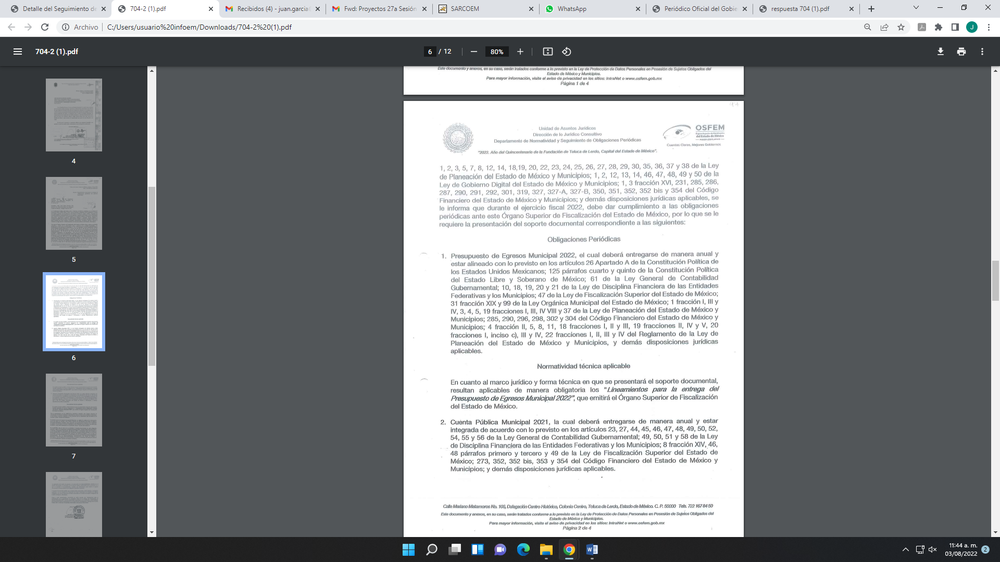 Detalle del Seguimiento de
704-2 (1).pdf
Recibidos (4) - juan.garcia
Fwd: Proyectos 27a Sesión
SARCOEM
WhatsApp
Periódico Oficial del Gobie
respuesta 704 (1).pdf
Archivo
C:/Users/usuario%20infoem/Downloads/704-2%20(1).pdf
J
704-2 (1).pdf
6 / 12
80%
4
5
6
7
Este documento y anexos, en su caso, serán tratados conforme a lo previsto en la Ley de Protección de Datos Personales en Posesión de Sujetos Obligados del
Estado de México y Municipios.
Para mayor información, visite el aviso de privacidad en los sitios: IntraNet o www.osfem.gob.mx
Página 1 de 4
Unidad de Asuntos Jurídicos
Dirección de lo Jurídico Consultivo
Departamento de Normatividad y Seguimiento de Obligaciones Periódicas
"2022. Año del Quincentenario de la Fundación de Toluca de Lerdo, Capital del Estado de México".
OSFEM
Órgano Superior de Fiscalización
del Estado de México
PODER LEGISLATIVO
Cuentas Claras, Mejores Gobiernos
1, 2, 3, 5, 7, 8, 12, 14, 18,19, 20, 22, 23, 24, 25, 26, 27, 28, 29, 30, 35, 36, 37 y 38 de la Ley
de Planeación del Estado de México y Municipios; 1, 2, 12, 13, 14, 46, 47, 48, 49 y 50 de la
Ley de Gobierno Digital del Estado de México y Municipios; 1, 3 fracción XVI, 231, 285, 286,
287, 290, 291, 292, 301, 319, 327, 327-A, 327-B, 350, 351, 352, 352 bis y 354 del Código
Financiero del Estado de México y Municipios; y demás disposiciones jurídicas aplicables, se
le informa que durante el ejercicio fiscal 2022, debe dar cumplimiento a las obligaciones
periódicas ante este Órgano Superior de Fiscalización del Estado de México, por lo que se le
requiere la presentación del soporte documental correspondiente a las siguientes:
Obligaciones Periódicas
1. Presupuesto de Egresos Municipal 2022, el cual deberá entregarse de manera anual y
estar alineado con lo previsto en los artículos 26 Apartado A de la Constitución Política de
los Estados Unidos Mexicanos; 125 párrafos cuarto y quinto de la Constitución Política
del Estado Libre y Soberano de México; 61 de la Ley General de Contabilidad
Gubernamental; 10, 18, 19, 20 y 21 de la Ley de Disciplina Financiera de las Entidades
Federativas y los Municipios; 47 de la Ley de Fiscalización Superior del Estado de México;
31 fracción XIX y 99 de la Ley Orgánica Municipal del Estado de México; 1 fracción I, III y
IV, 3, 4, 5, 19 fracciones I, III, IV VIII y 37 de la Ley de Planeación del Estado de México y
Municipios; 285, 290, 296, 298, 302 y 304 del Código Financiero del Estado de México y
Municipios; 4 fracción II, 5, 8, 11, 18 fracciones I, II y III, 19 fracciones II, IV y V, 20
fracciones I, inciso c), III y IV, 22 fracciones I, II, III y IV del Reglamento de la Ley de
Planeación del Estado de México y Municipios, y demás disposiciones jurídicas
aplicables.
Normatividad técnica aplicable
En cuanto al marco jurídico y forma técnica en que se presentará el soporte documental,
resultan aplicables de manera obligatoria los "Lineamientos para la entrega del
Presupuesto de Egresos Municipal 2022", que emitirá el Órgano Superior de Fiscalización
del Estado de México.
2. Cuenta Pública Municipal 2021, la cual deberá entregarse de manera anual y estar
integrada de acuerdo con lo previsto en los artículos 23, 27, 44, 45, 46, 47, 48, 49, 50, 52,
54, 55 y 56 de la Ley General de Contabilidad Gubernamental; 49, 50, 51 y 58 de la Ley
de Disciplina Financiera de las Entidades Federativas y los Municipios; 8 fracción XIV, 46,
48 párrafos primero y tercero y 49 de la Ley de Fiscalización Superior del Estado de
México; 273, 352, 352 bis, 353 y 354 del Código Financiero del Estado de México y
Municipios; y demás disposiciones jurídicas aplicables.
Calle Mariano Matamoros No. 106, Delegación Centro Histórico, Colonia Centro, Toluca de Lerdo, Estado de México. C. P. 50000 Tels. 722 167 84 50
Este documento y anexos, en su caso, serán tratados conforme a lo previsto en la Ley de Protección de Datos Personales en Posesión de Sujetos Obligados del
Estado de México y Municipios.
Para mayor información, visite el aviso de privacidad en los sitios: IntraNet o www.osfem.gob.mx
Página 2 de 4
11:44 a. m.
03/08/2022
2